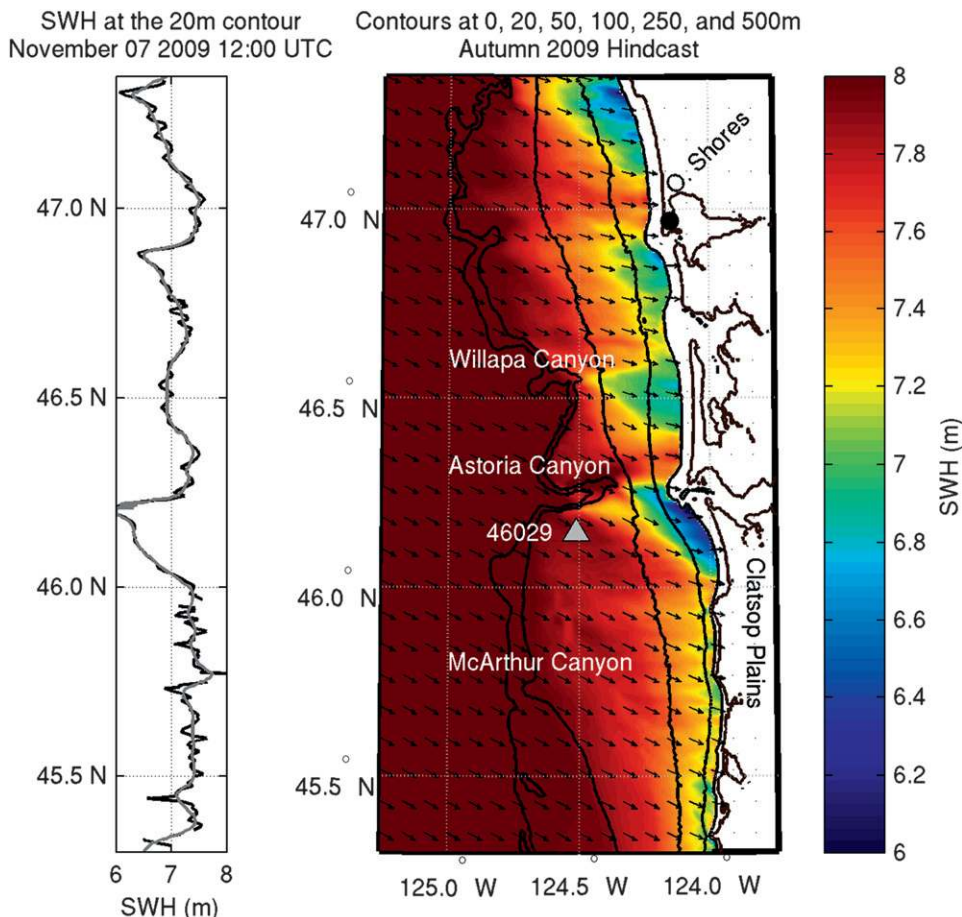 SWH at the 20m contour
November 07 2009 12:00 UTC
47.0 N
46.5 N
46.0 N
45.5 N
6 7 8
SWH (m)
Contours at 0, 20, 50, 100, 250, and 500m
Autumn 2009 Hindcast
47.0 °N
46.5 °N
46.0 °N
45.5 °N
. Shores
Willapa Canyon
Astoria Canyon
46029
McArthur Canyon
Clatsop Plains
125.0 °W 124.5 °W 124.0 °W
8
7.8
7.6
7.4
7.2
7
6.8
6.6
6.4
6.2
6
SWH (m)